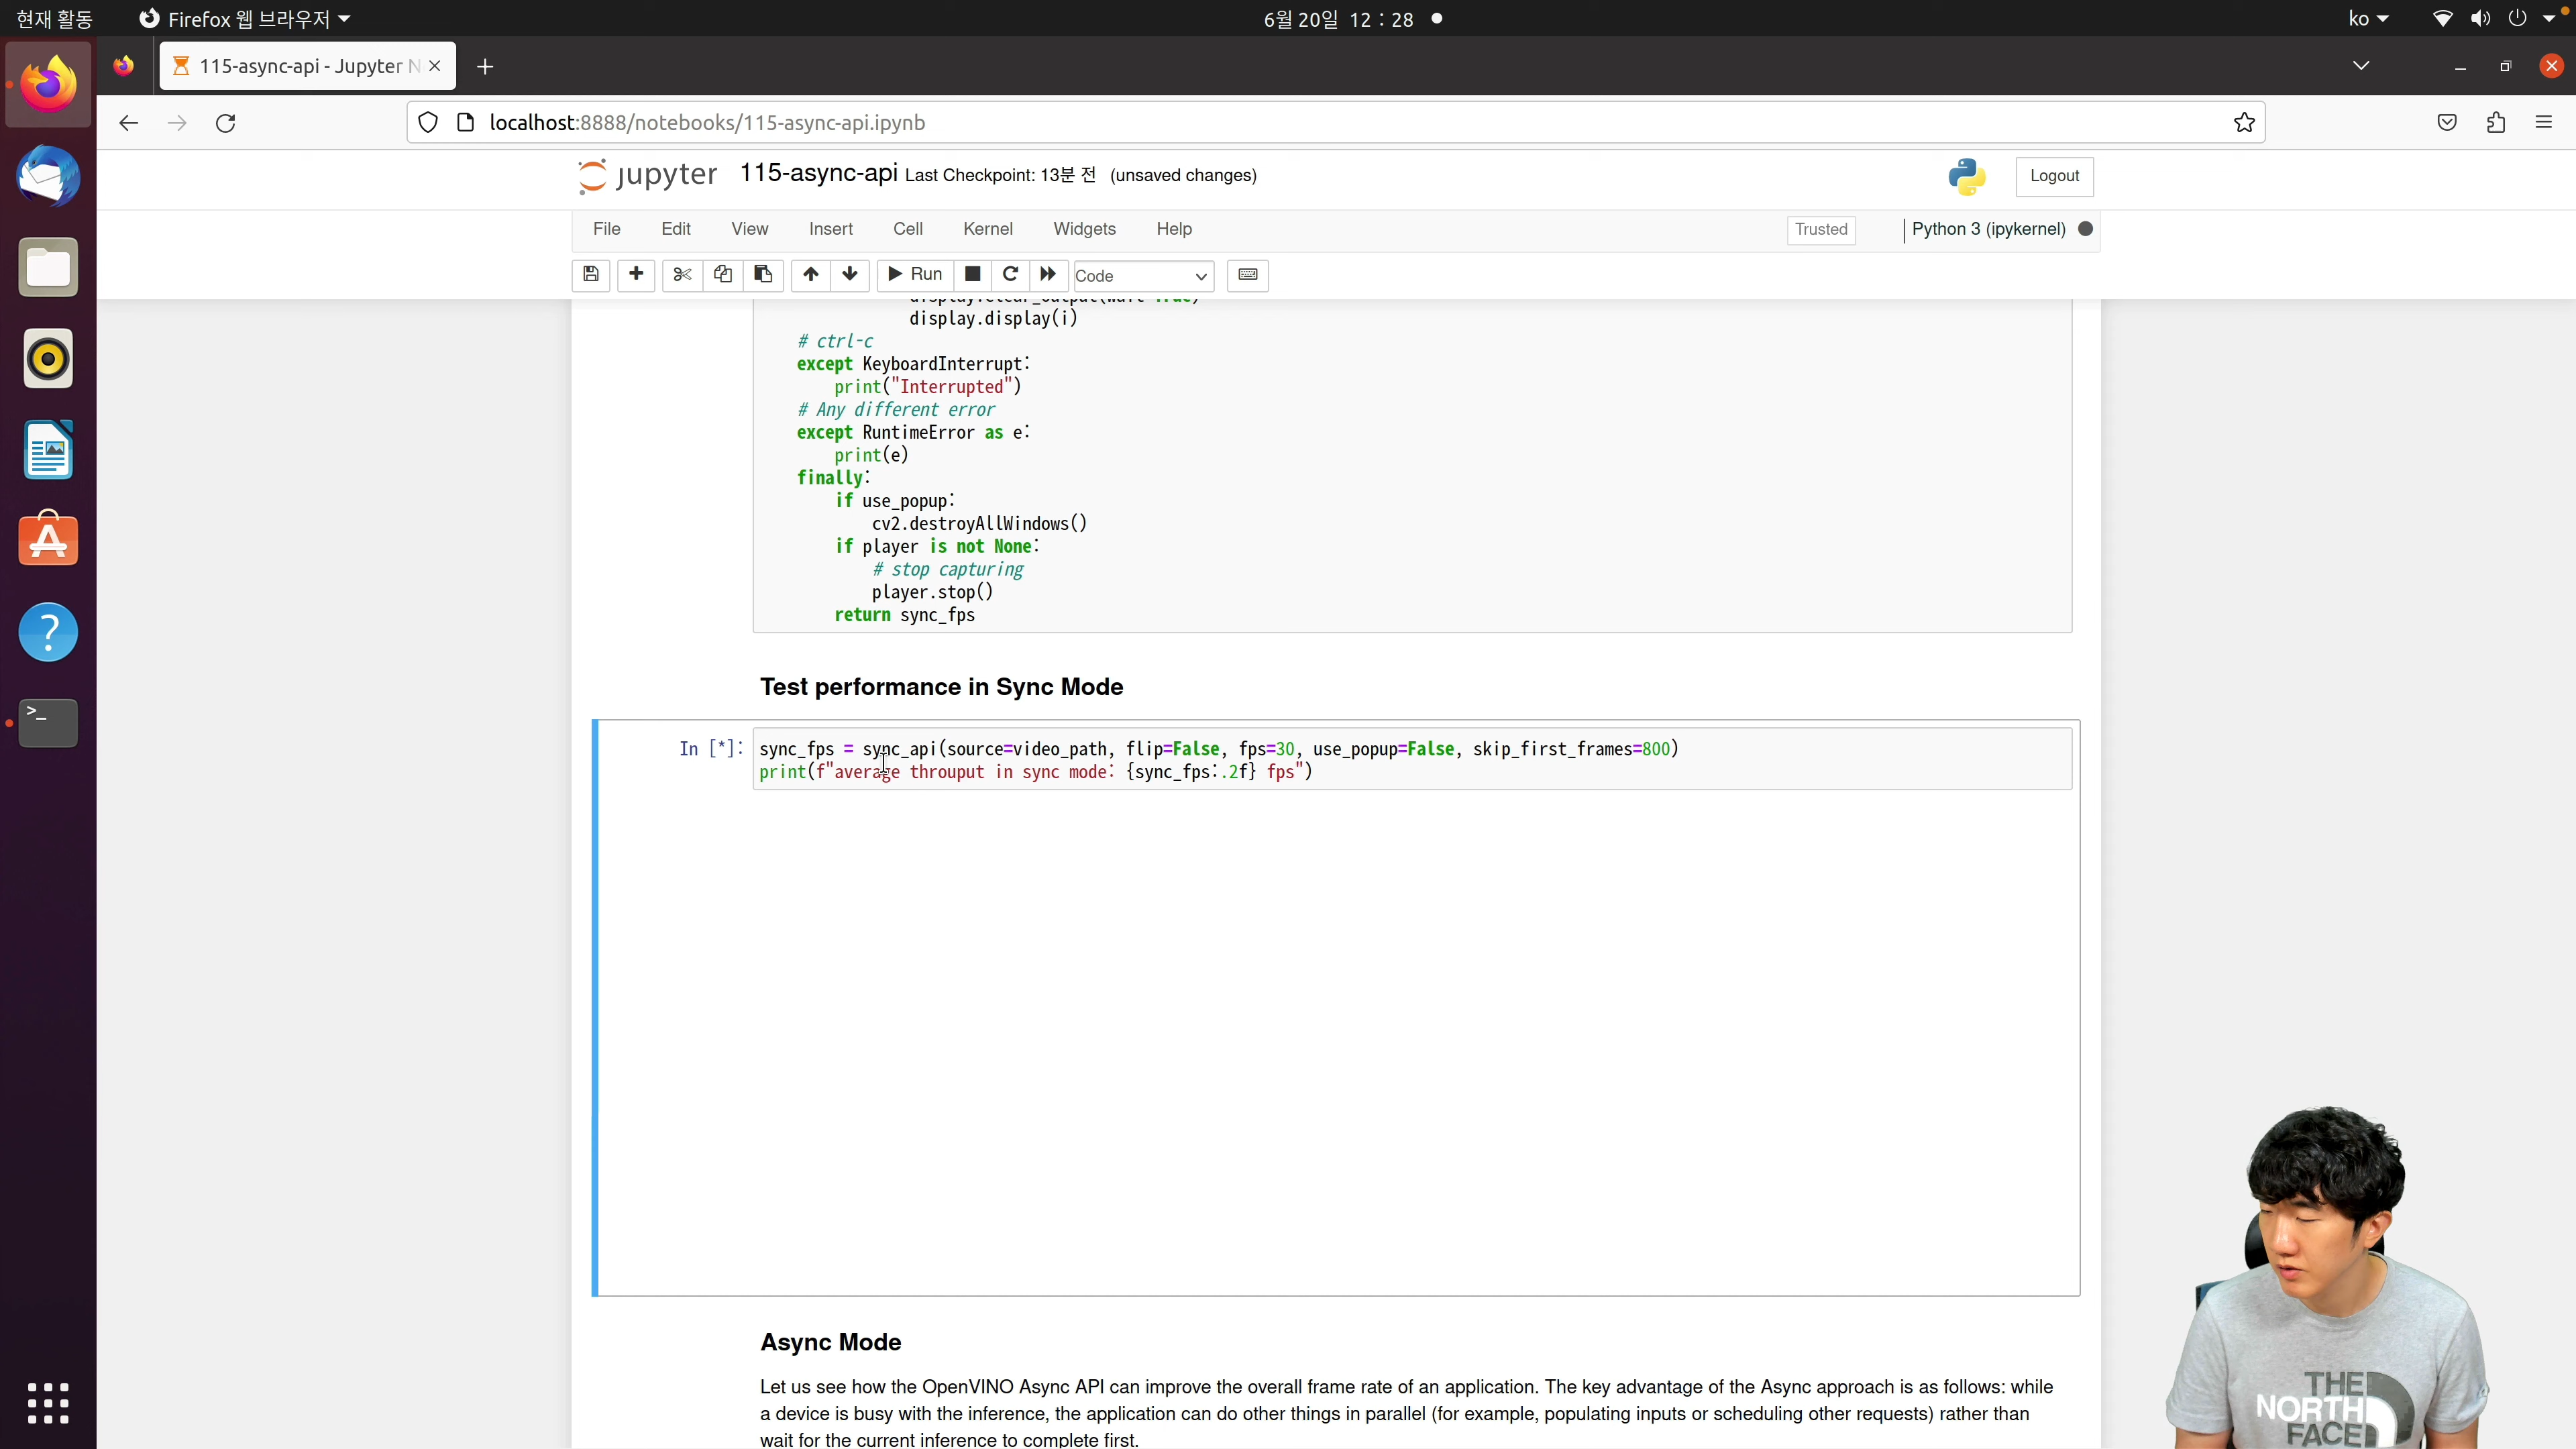 현재 활동
Firefox 웹 브라우저
6월 20일 12 : 28
ko
115-async-api - Jupyter N
localhost:8888/notebooks/115-async-api.ipynb
jupyter
115-async-api Last Checkpoint: 13분 전 (unsaved changes)
Logout
File Edit View Insert Cell Kernel Widgets Help
Trusted
Python 3 (ipykernel)
Run
Code
display.display(i)
# ctrl-c
except KeyboardInterrupt:
print("Interrupted")
# Any different error
except RuntimeError as e:
print(e)
finally:
if use_popup:
cv2.destroyAllWindows()
if player is not None:
# stop capturing
player.stop()
return sync_fps
Test performance in Sync Mode
In [*]: sync_fps = sync_api(source=video_path, flip=False, fps=30, use_popup=False, skip_first_frames=800)
print(f"average throuput in sync mode: {sync_fps:.2f} fps")
Async Mode
Let us see how the OpenVINO Async API can improve the overall frame rate of an application. The key advantage of the Async approach is as follows: while
a device is busy with the inference, the application can do other things in parallel (for example, populating inputs or scheduling other requests) rather than
wait for the current inference to complete first.
THE
NORTH
FACE